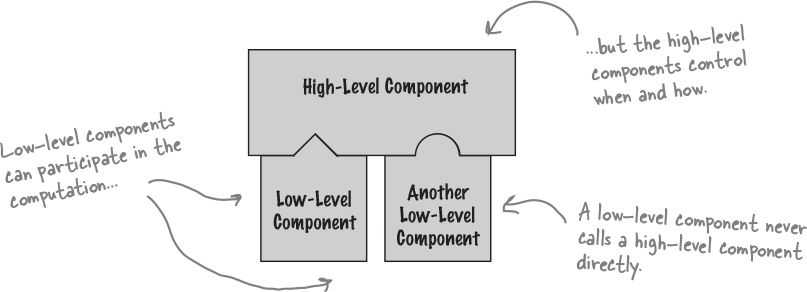 ...but the high-level
components control
when and how.
High-Level Component
Low-level components
can participate in the
computation...
Low-Level
Component
Another
Low-Level
Component
A low-level component never
calls a high-level component
directly.